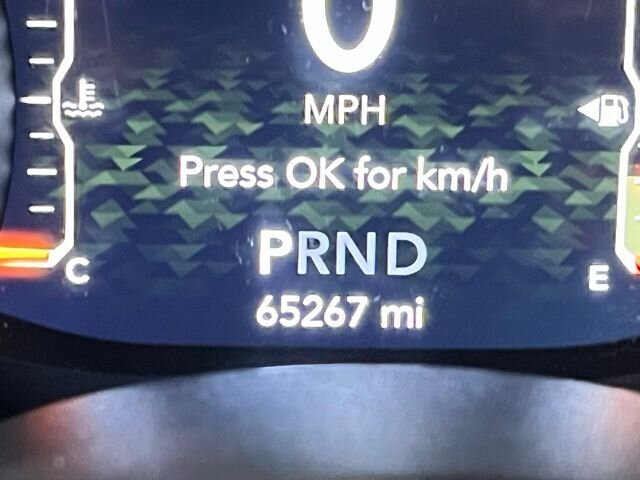 0
MPH
Press OK for km/h
PRND
C
E
65267 mi